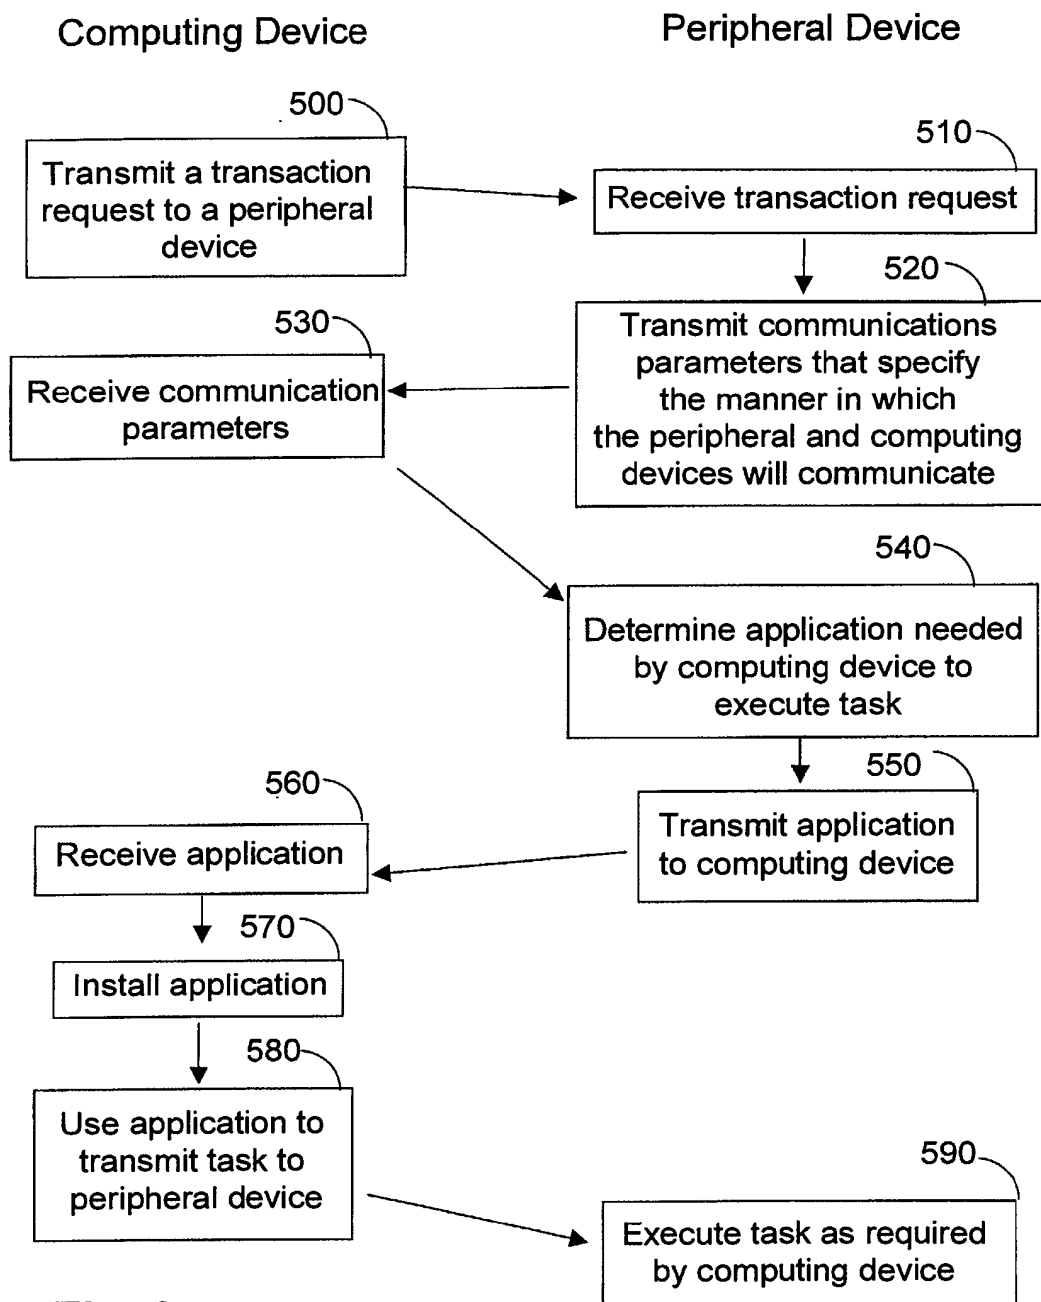 Computing Device
Peripheral Device
500
Transmit a transaction
request to a peripheral
device
510
Receive transaction request
520
Transmit communications
parameters that specify
the manner in which
the peripheral and computing
devices will communicate
530
Receive communication
parameters
540
Determine application needed
by computing device to
execute task
550
Transmit application
to computing device
560
Receive application
570
Install application
580
Use application to
transmit task to
peripheral device
590
Execute task as required
by computing device